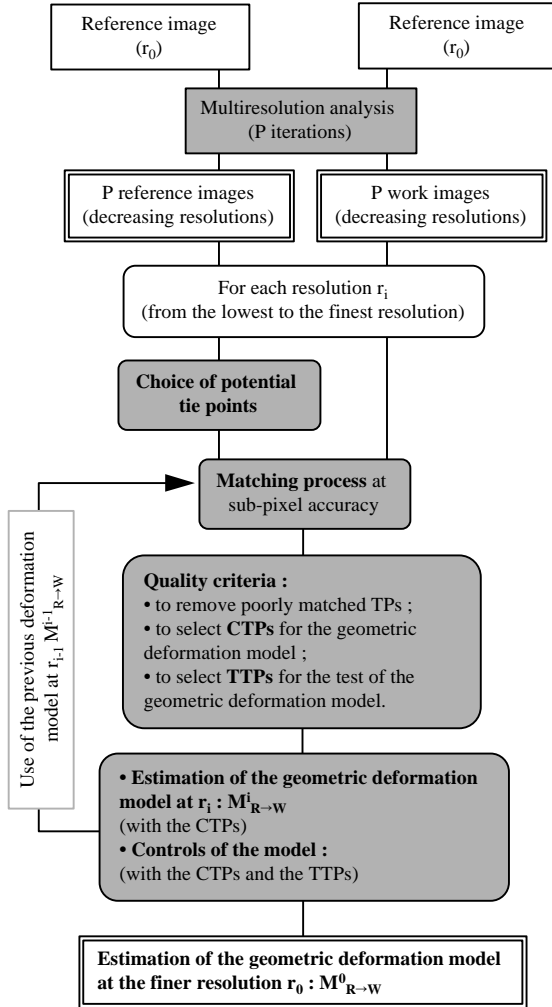 Reference image
(r0)
Reference image
(r0)
Multiresolution analysis
(P iterations)
P reference images
(decreasing resolutions)
P work images
(decreasing resolutions)
For each resolution ri
(from the lowest to the finest resolution)
Choice of potential
tie points
Matching process at
sub-pixel accuracy
Use of the previous deformation
model at ri-1 Mi-1R→W
Quality criteria :
• to remove poorly matched TPs ;
• to select CTPs for the geometric
deformation model ;
• to select TTPs for the test of the
geometric deformation model.
• Estimation of the geometric deformation
model at ri : MiR→W
(with the CTPs)
• Controls of the model :
(with the CTPs and the TTPs)
Estimation of the geometric deformation model
at the finer resolution r0 : M0R→W